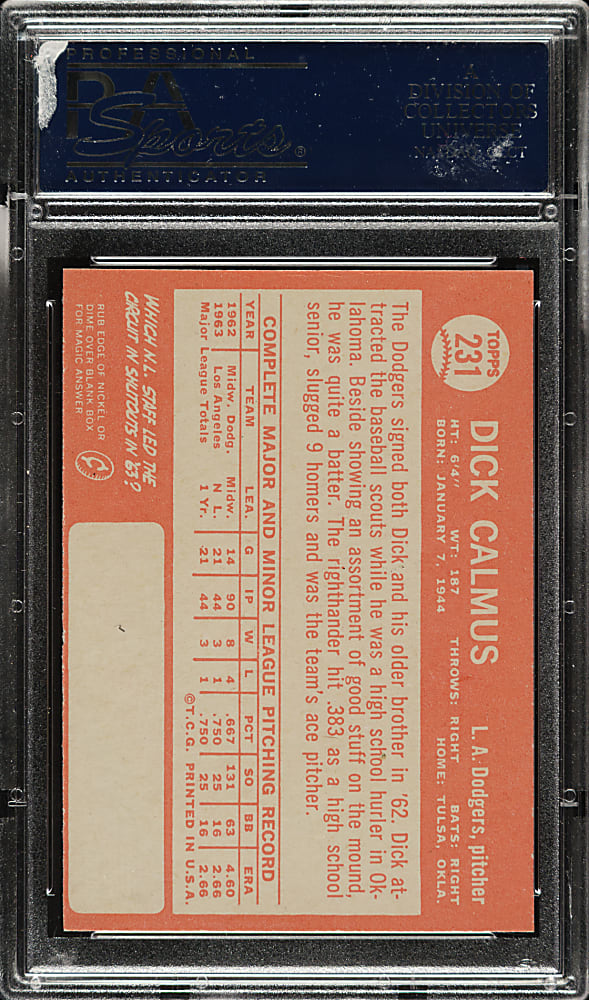 PROFESSIONAL
PSA
Sports®
AUTHENTICATOR
A
DIVISION OF
COLLECTORS
UNIVERSE
TOPPS
231
DICK CALMUS
L. A. Dodgers, pitcher
HT: 6'4" WT: 187 THROWS: RIGHT BATS: RIGHT
BORN: JANUARY 7, 1944 HOME: TULSA, OKLA.
The Dodgers signed both Dick and his older brother in '62. Dick at-
tracted the baseball scouts while he was a high school hurler in Ok-
lahoma. Beside showing an assortment of good stuff on the mound,
he was quite a batter. The righthander hit .383 as a high school
senior, slugged 9 homers and was the team's ace pitcher.
COMPLETE MAJOR AND MINOR LEAGUE PITCHING RECORD
YEAR TEAM LEA. G IP W L PCT SO BB ERA
1962 Midw. Dodg. Midw. 14 90 8 4 .667 131 63 4.60
1963 Los Angeles N L. 21 44 3 1 .750 25 16 2.66
Major League Totals 1 Yr. 21 44 3 1 .750 25 16 2.66
©T.C.G. PRINTED IN U.S.A.
WHICH N.L. STAFF LED THE
CIRCUIT IN SHUTOUTS IN '63?
RUB EDGE OF NICKEL OR
DIME OVER BLANK BOX
FOR MAGIC ANSWER